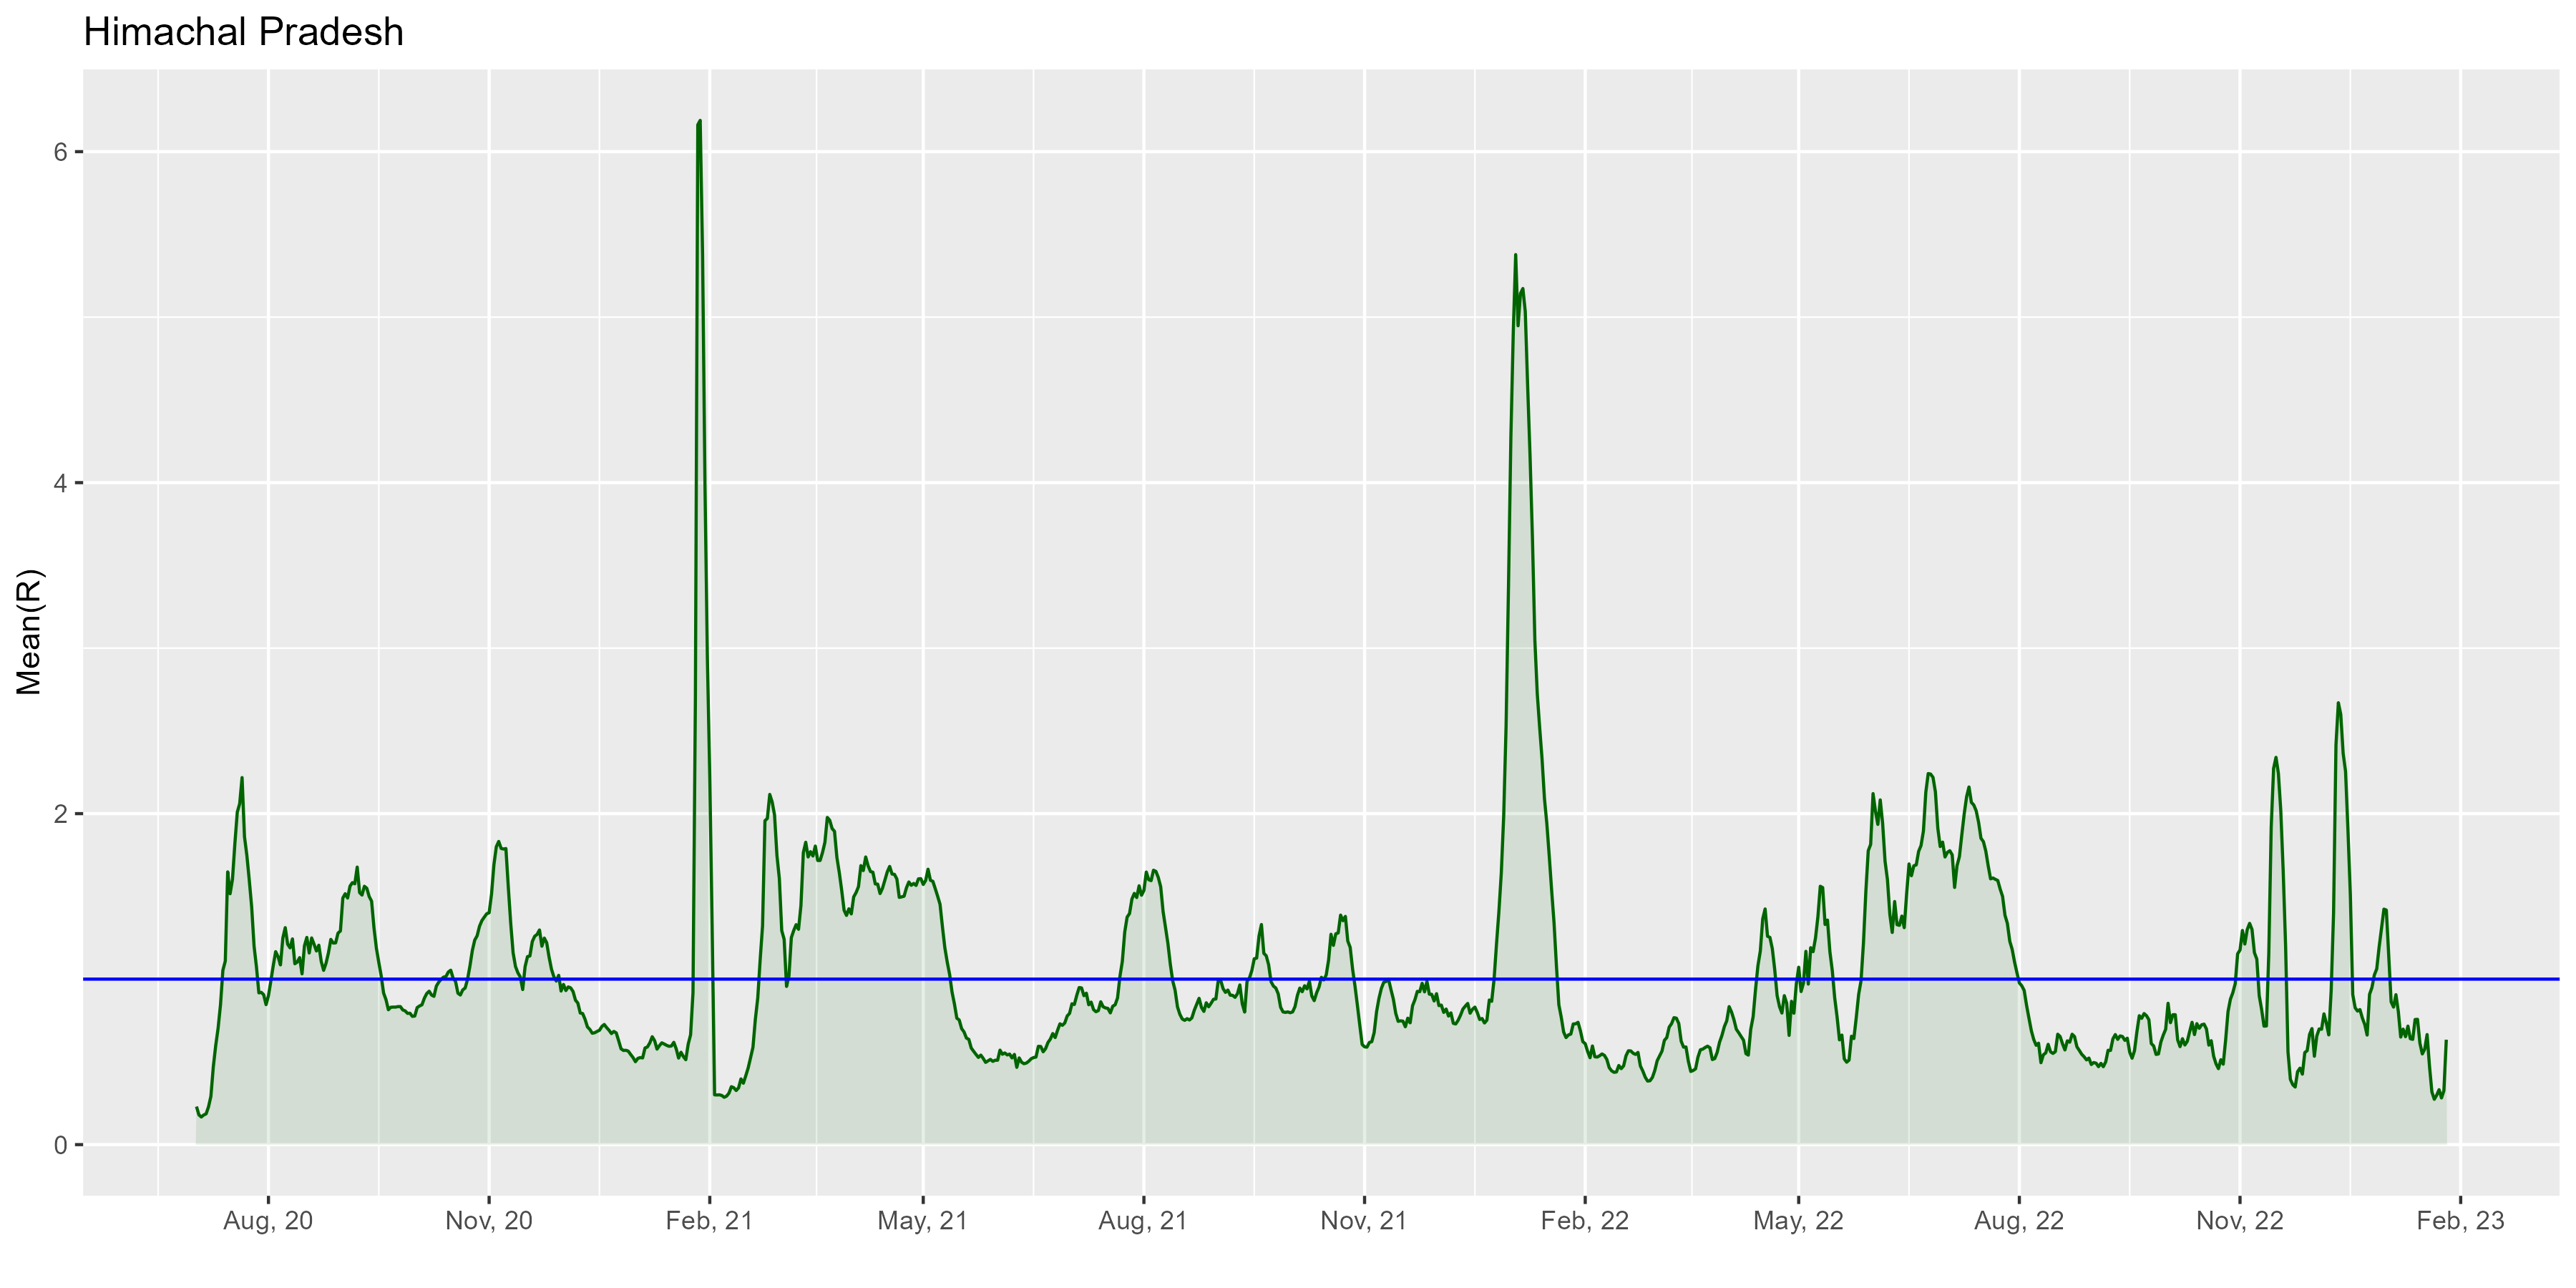 Himachal Pradesh
Mean(R)
6
4
2
0
Aug, 20 Nov, 20 Feb, 21 May, 21 Aug, 21 Nov, 21 Feb, 22 May, 22 Aug, 22 Nov, 22 Feb, 23